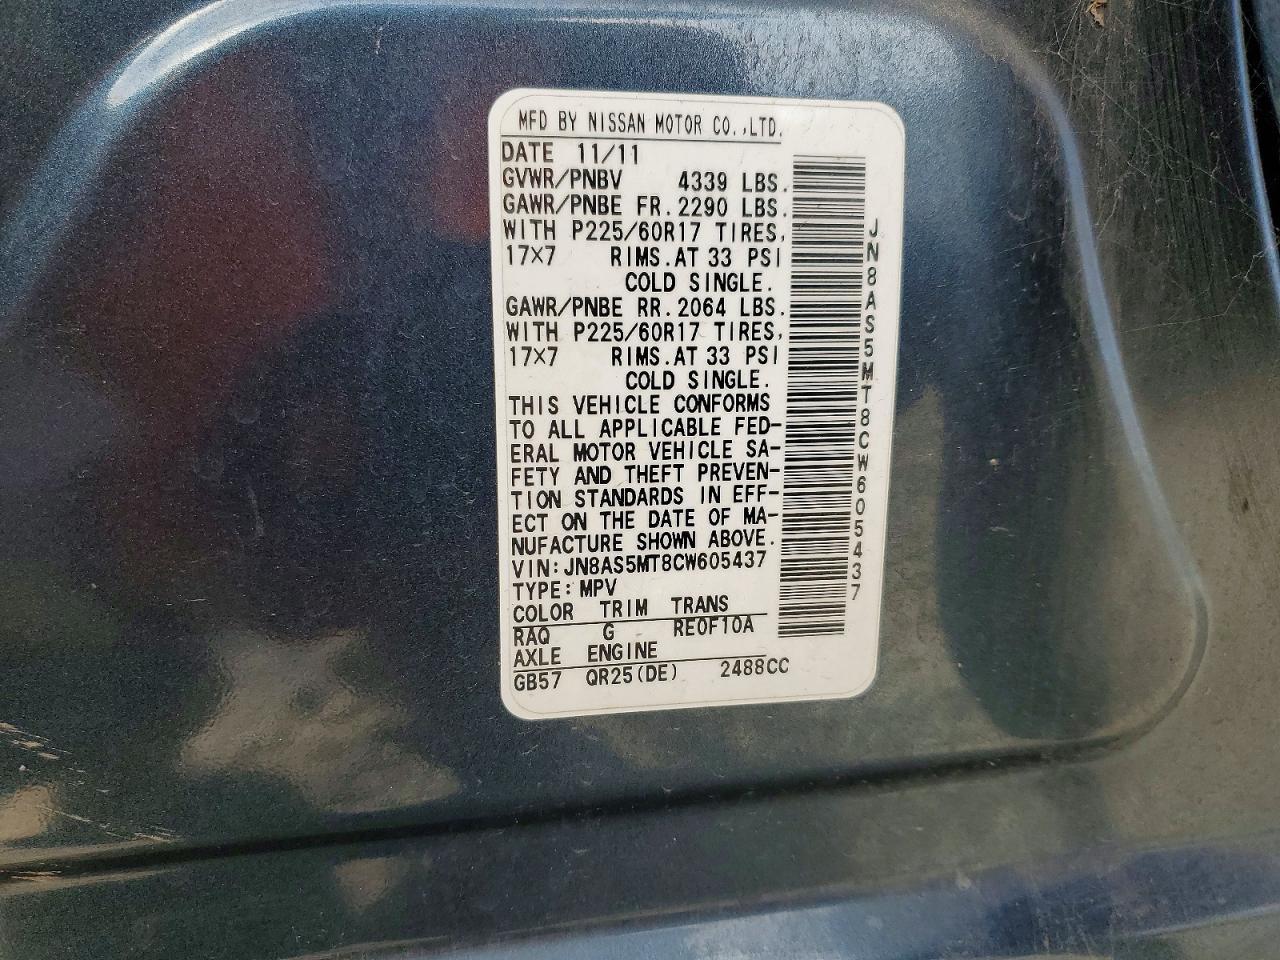 MFD BY NISSAN MOTOR CO.,LTD.
DATE 11/11
GVWR/PNBV 4339 LBS.
GAWR/PNBE FR.2290 LBS.
WITH P225/60R17 TIRES,
17×7 RIMS.AT 33 PSI
COLD SINGLE.
GAWR/PNBE RR.2064 LBS.
WITH P225/60R17 TIRES,
17×7 RIMS.AT 33 PSI
COLD SINGLE.
THIS VEHICLE CONFORMS
TO ALL APPLICABLE FED-
ERAL MOTOR VEHICLE SA-
FETY AND THEFT PREVEN-
TION STANDARDS IN EFF-
ECT ON THE DATE OF MA-
NUFACTURE SHOWN ABOVE.
VIN:JN8AS5MT8CW605437
TYPE:MPV
COLOR TRIM TRANS
RAQ G RE0F10A
AXLE ENGINE
GB57 QR25(DE) 2488CC
JN8AS5MT8CW605437